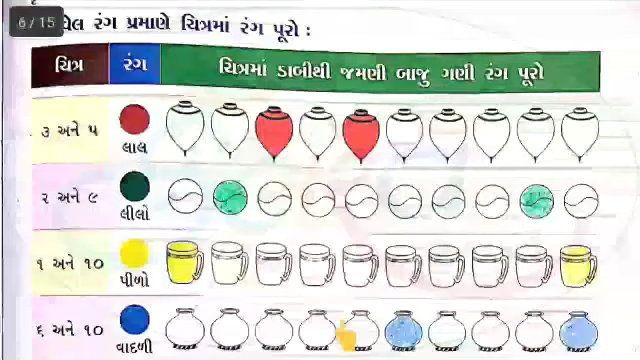 6 / 15
રંગ પ્રમાણે ચિત્રમાં રંગ પૂરો :
ચિત્ર રંગ ચિત્રમાં ડાબીથી જમણી બાજુ ગણી રંગ પૂરો
૩ અને ૫ લાલ
૨ અને ૯ લીલો
૧ અને ૧૦ પીળો
૬ અને ૧૦ વાદળી